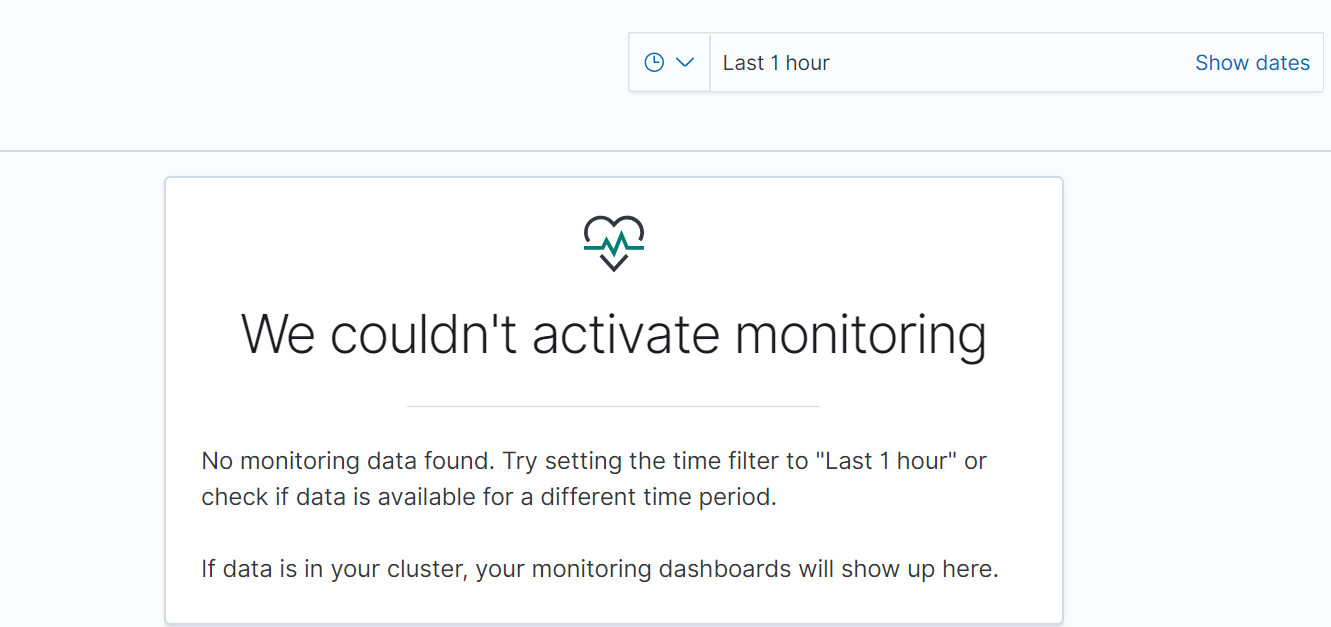 Last 1 hour
Show dates
We couldn't activate monitoring
No monitoring data found. Try setting the time filter to "Last 1 hour" or
check if data is available for a different time period.
If data is in your cluster, your monitoring dashboards will show up here.